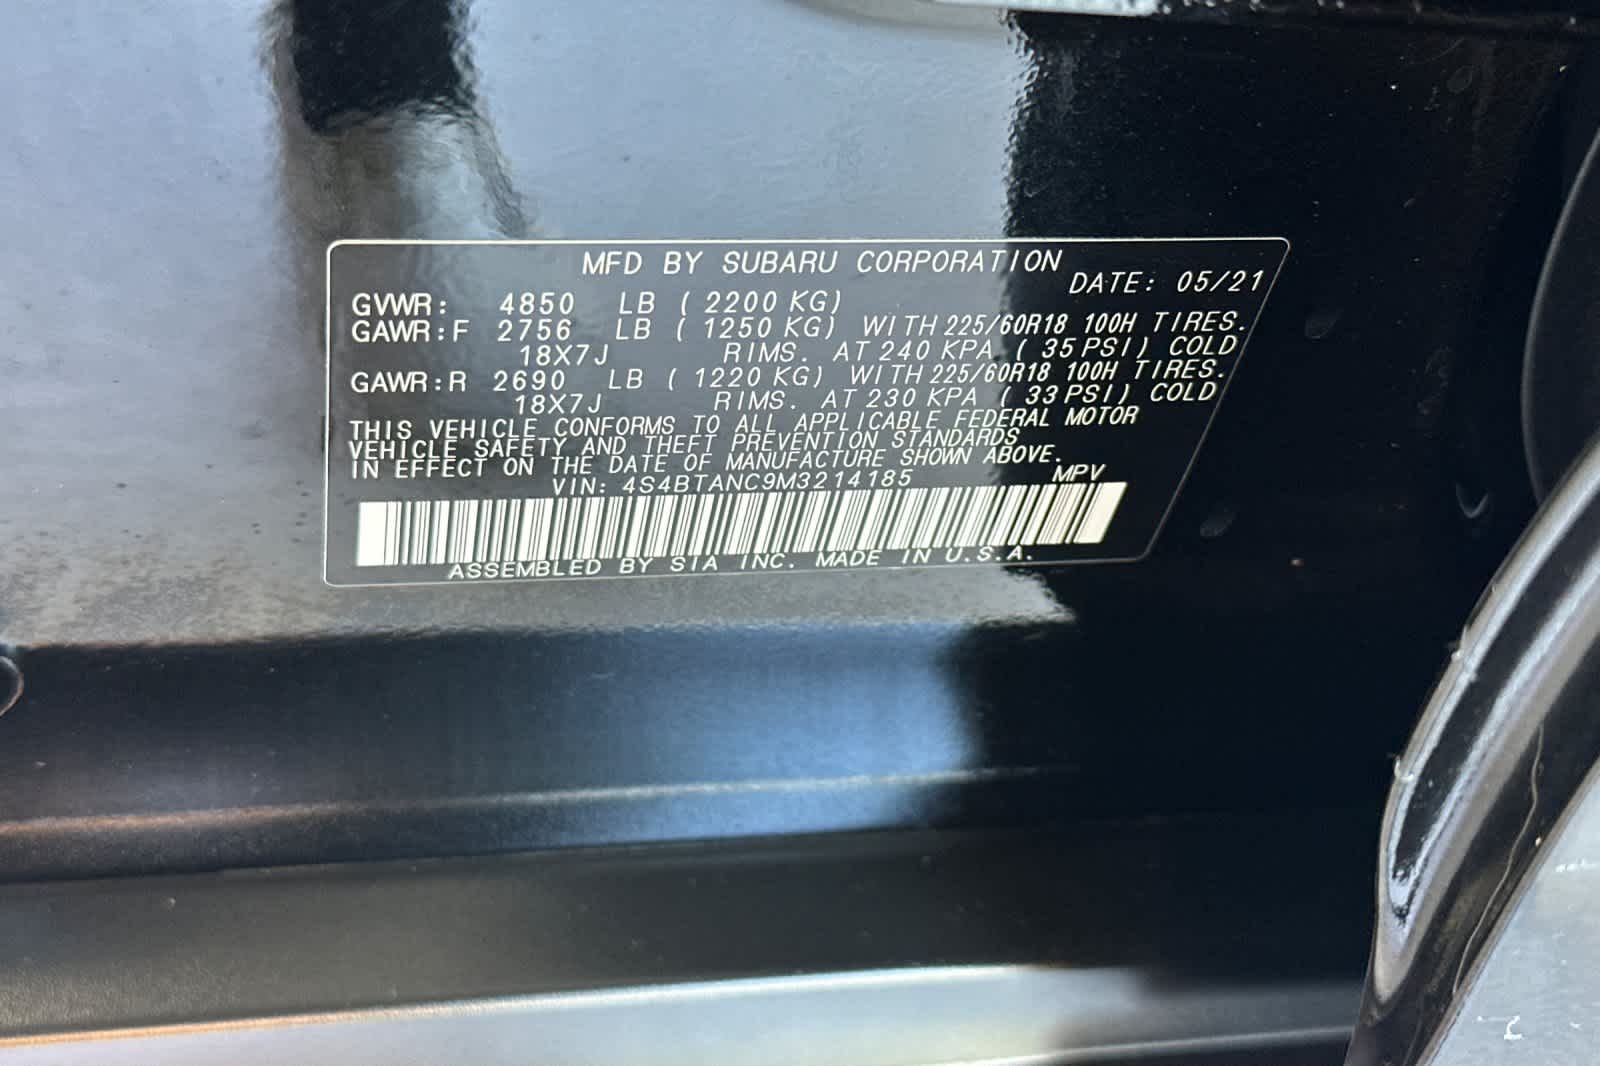 MFD BY SUBARU CORPORATION
DATE: 05/21
GVWR: 4850 LB (2200 KG)
GAWR:F 2756 LB (1250 KG) WITH 225/60R18 100H TIRES.
18X7J RIMS. AT 240 KPA (35 PSI) COLD
GAWR:R 2690 LB (1220 KG) WITH 225/60R18 100H TIRES.
18X7J RIMS. AT 230 KPA (33 PSI) COLD
THIS VEHICLE CONFORMS TO ALL APPLICABLE FEDERAL MOTOR
VEHICLE SAFETY AND THEFT PREVENTION STANDARDS
IN EFFECT ON THE DATE OF MANUFACTURE SHOWN ABOVE.
VIN: 4S4BTANC9M3214185 MPV
ASSEMBLED BY SIA INC. MADE IN U.S.A.